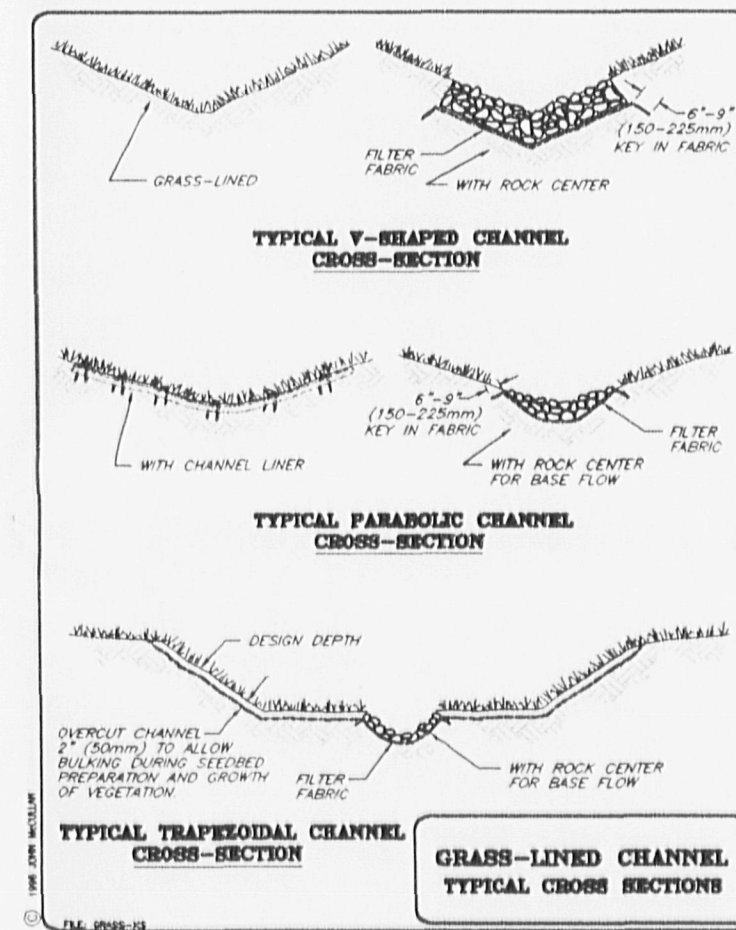 GRASS-LINED
FILTER
FABRIC
WITH ROCK CENTER
6"-9"
(150-225mm)
KEY IN FABRIC
TYPICAL V-SHAPED CHANNEL
CROSS-SECTION
WITH CHANNEL LINER
6"-9"
(150-225mm)
KEY IN FABRIC
WITH ROCK CENTER
FOR BASE FLOW
FILTER
FABRIC
TYPICAL PARABOLIC CHANNEL
CROSS-SECTION
DESIGN DEPTH
OVERCUT CHANNEL
2" (50mm) TO ALLOW
BULKING DURING SEEDBED
PREPARATION AND GROWTH
OF VEGETATION.
FILTER
FABRIC
WITH ROCK CENTER
FOR BASE FLOW
TYPICAL TRAPEZOIDAL CHANNEL
CROSS-SECTION
GRASS-LINED CHANNEL
TYPICAL CROSS SECTIONS
© 1996 JOHN McCULLAH
FILE: GRASS-XS